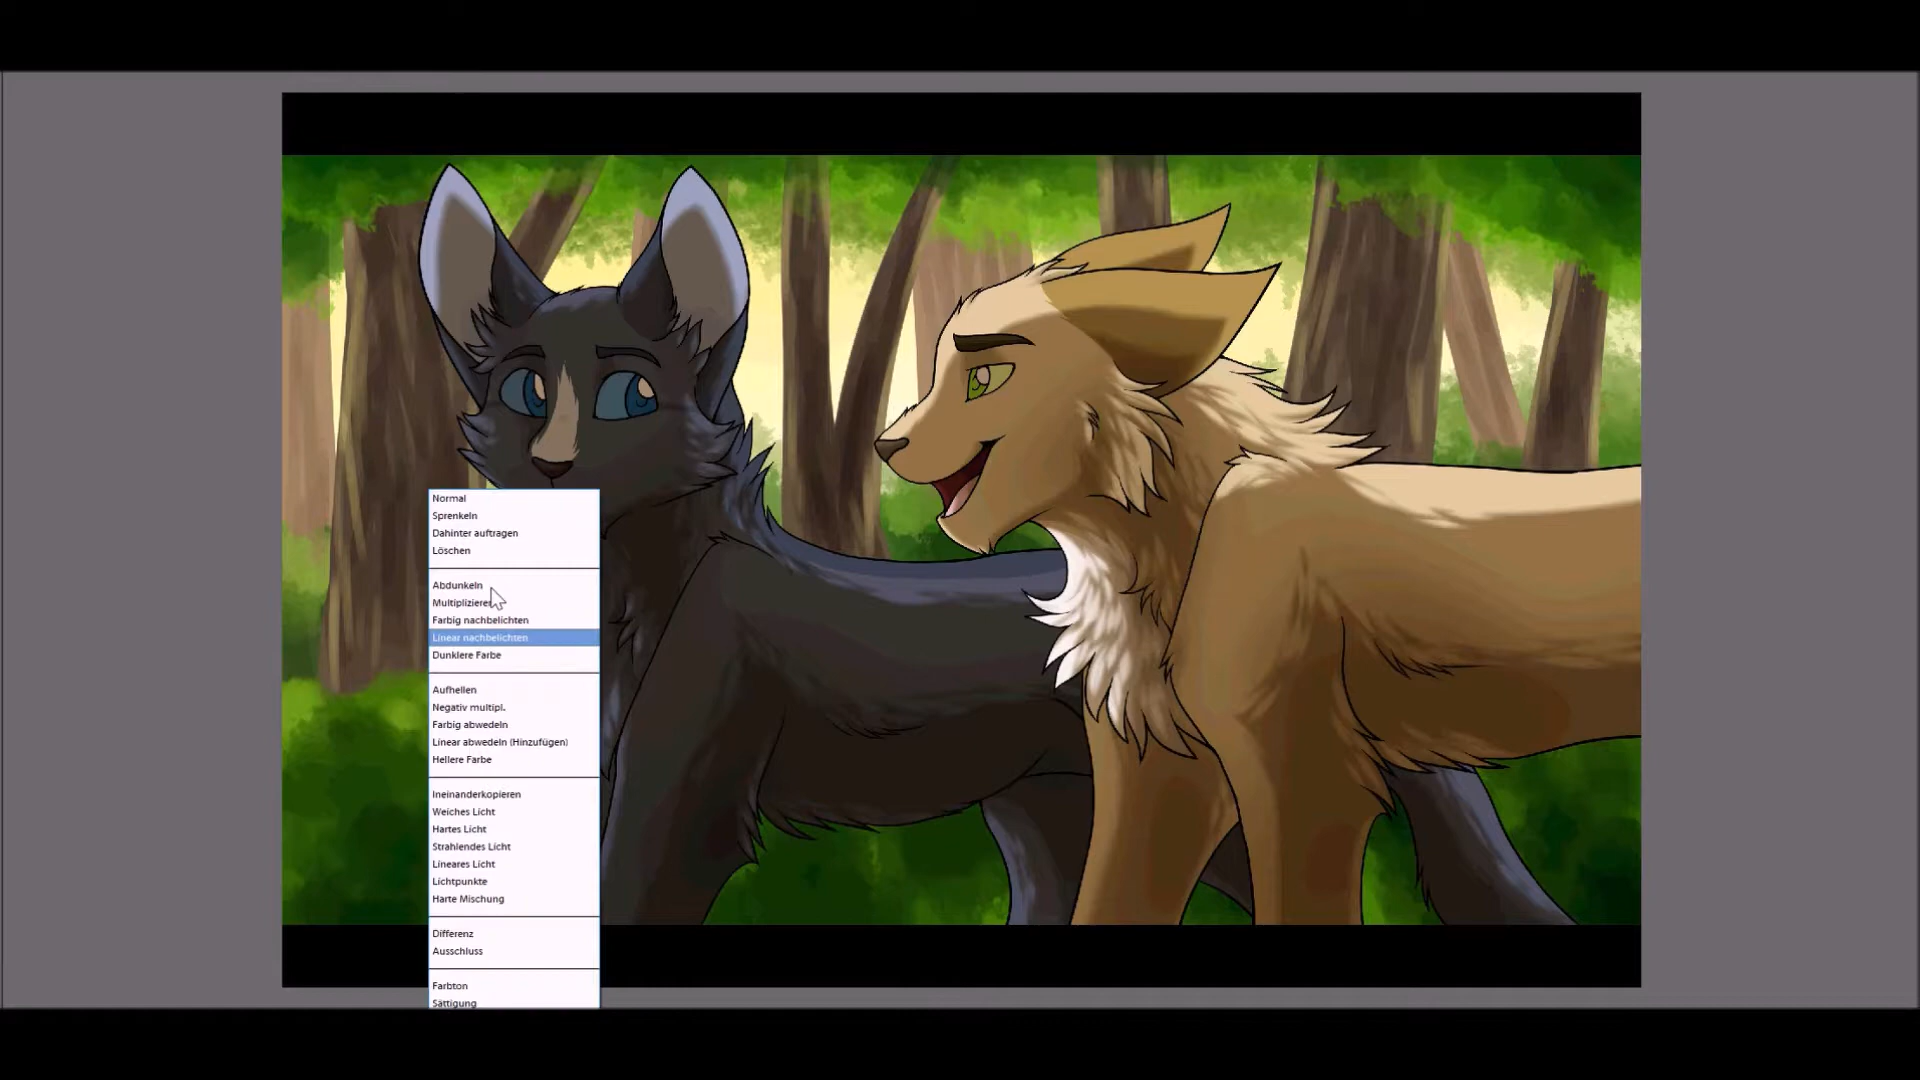 Normal
Sprenkeln
Dahinter auftragen
Löschen
Abdunkeln
Multiplizieren
Farbig nachbelichten
Linear nachbelichten
Dunklere Farbe
Aufhellen
Negativ multipl.
Farbig abwedeln
Linear abwedeln (Hinzufügen)
Hellere Farbe
Ineinanderkopieren
Weiches Licht
Hartes Licht
Strahlendes Licht
Lineares Licht
Lichtpunkte
Harte Mischung
Differenz
Ausschluss
Farbton
Sättigung